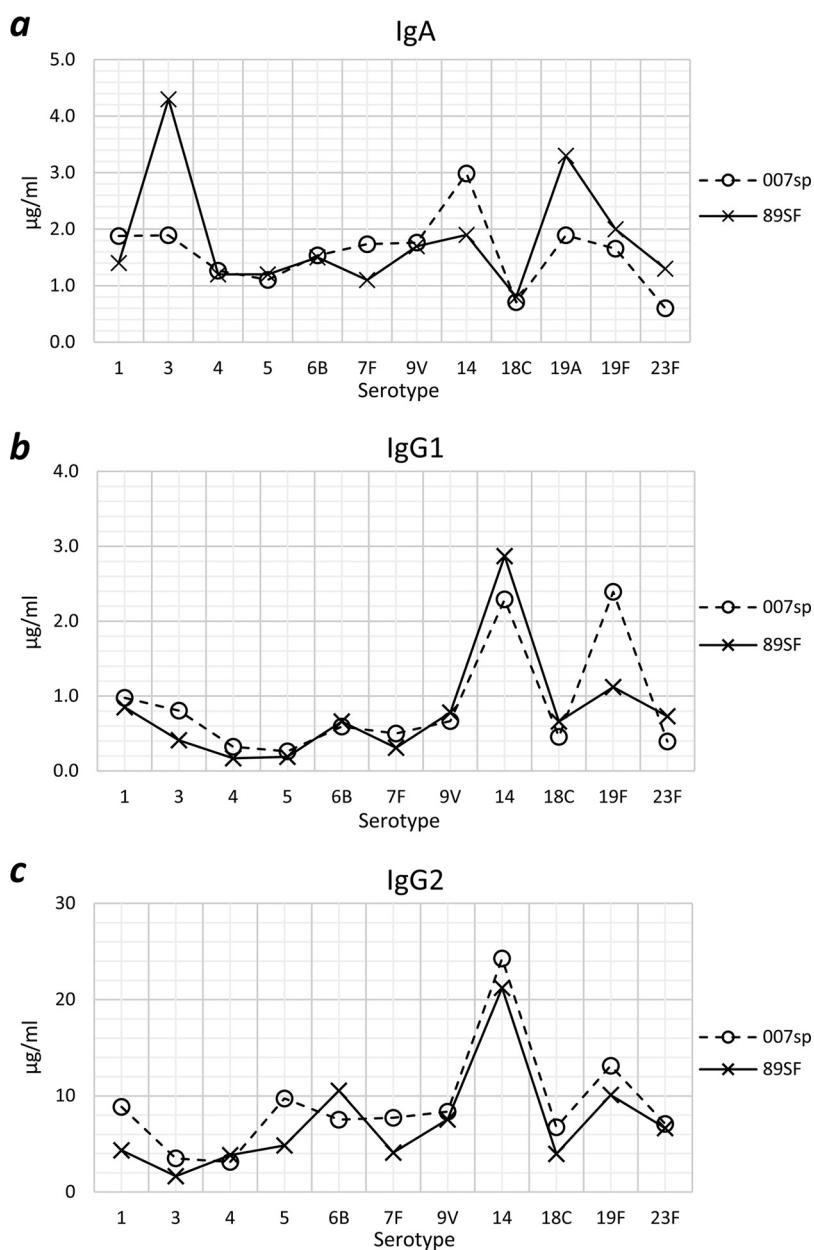 a
IgA
5.0
4.0
3.0
2.0
1.0
0.0
µg/ml
1 3 4 5 6B 7F 9V 14 18C 19A 19F 23F
Serotype
007sp
89SF
b
IgG1
4.0
3.0
2.0
1.0
0.0
µg/ml
1 3 4 5 6B 7F 9V 14 18C 19F 23F
Serotype
007sp
89SF
c
IgG2
30
20
10
0
µg/ml
1 3 4 5 6B 7F 9V 14 18C 19F 23F
Serotype
007sp
89SF